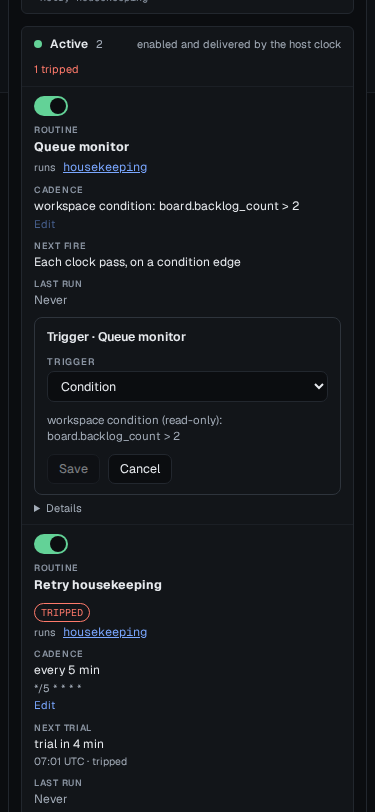 Active 2 enabled and delivered by the host clock
1 tripped
ROUTINE
Queue monitor
runs housekeeping
CADENCE
workspace condition: board.backlog_count > 2
Edit
NEXT FIRE
Each clock pass, on a condition edge
LAST RUN
Never
Trigger · Queue monitor
TRIGGER
Condition
workspace condition (read-only):
board.backlog_count > 2
Save Cancel
Details
ROUTINE
Retry housekeeping
TRIPPED
runs housekeeping
CADENCE
every 5 min
*/5 * * * *
Edit
NEXT TRIAL
trial in 4 min
07:01 UTC · tripped
LAST RUN
Never